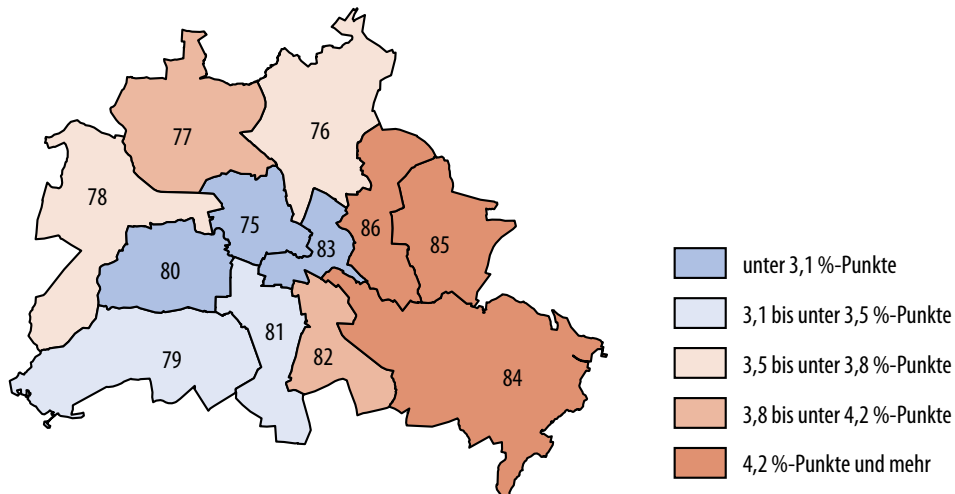 77
76
78
75
86
83
85
80
81
79
82
84
unter 3,1 %-Punkte
3,1 bis unter 3,5 %-Punkte
3,5 bis unter 3,8 %-Punkte
3,8 bis unter 4,2 %-Punkte
4,2 %-Punkte und mehr